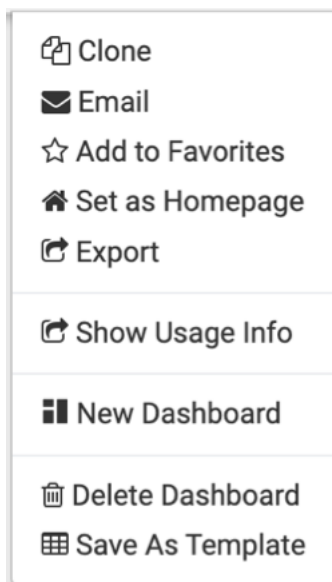 Clone
Email
Add to Favorites
Set as Homepage
Export
Show Usage Info
New Dashboard
Delete Dashboard
Save As Template